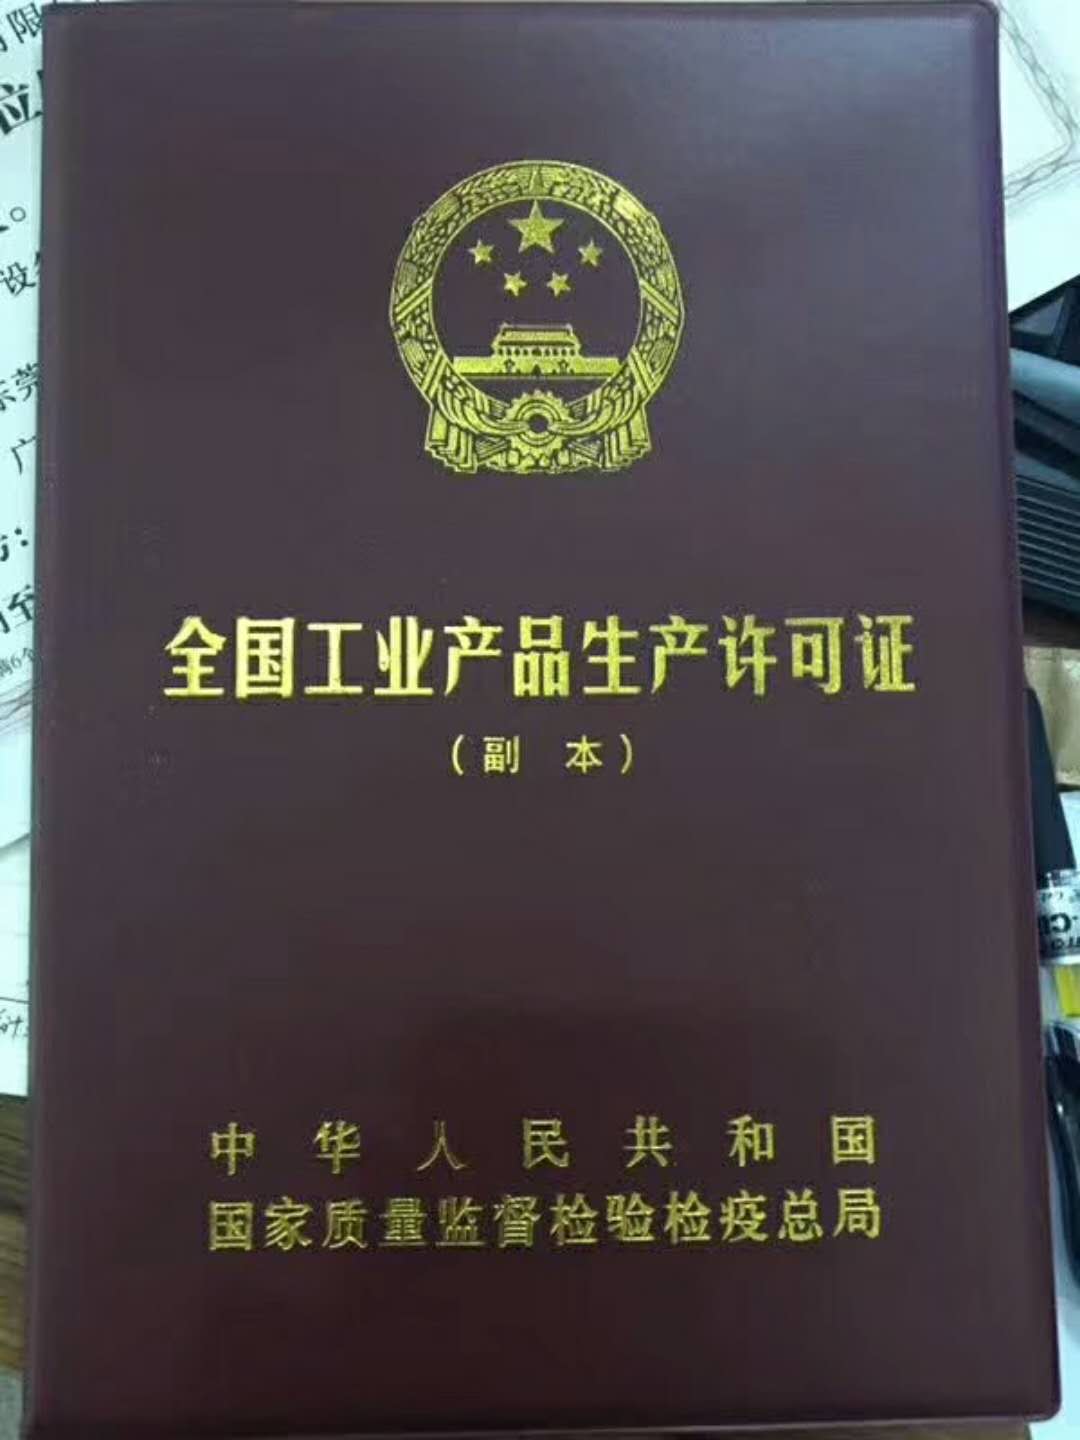 全国工业产品生产许可证
（副 本）
中华人民共和国
国家质量监督检验检疫总局